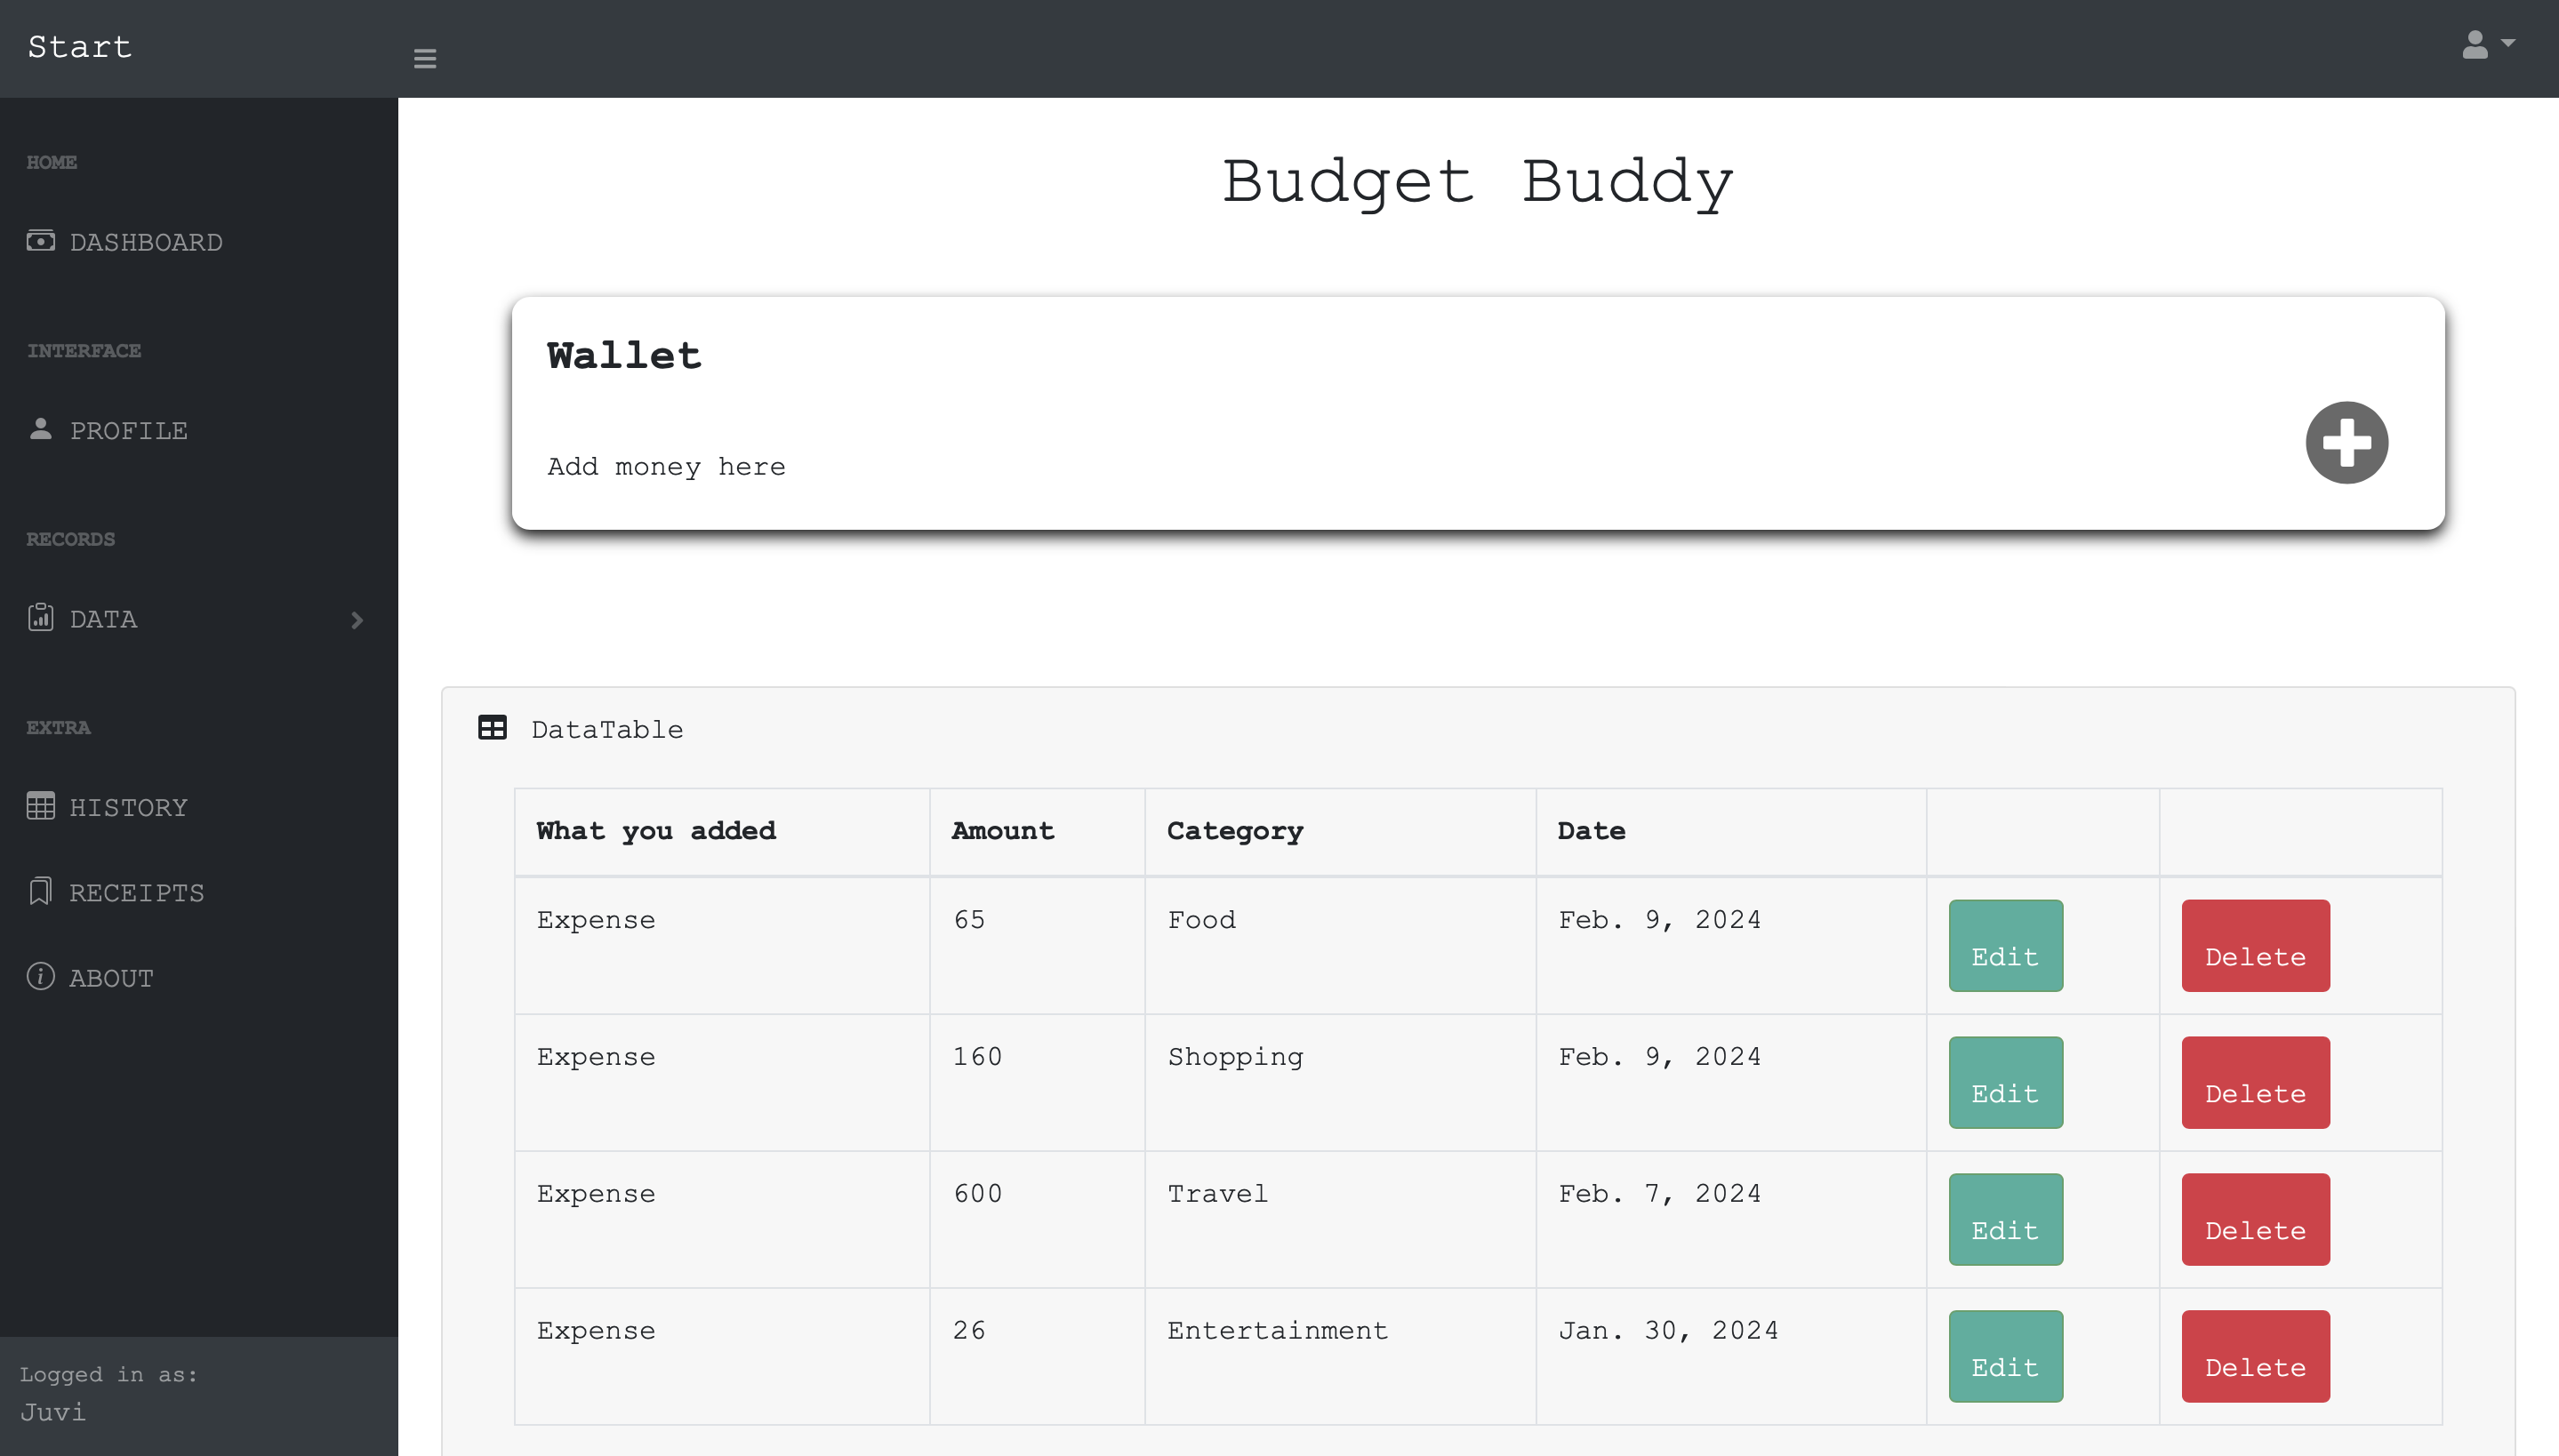 Start
HOME
DASHBOARD
INTERFACE
PROFILE
RECORDS
DATA
EXTRA
HISTORY
RECEIPTS
ABOUT
Logged in as:
Juvi
Budget Buddy
Wallet
Add money here
DataTable
What you added Amount Category Date
Expense 65 Food Feb. 9, 2024 Edit Delete
Expense 160 Shopping Feb. 9, 2024 Edit Delete
Expense 600 Travel Feb. 7, 2024 Edit Delete
Expense 26 Entertainment Jan. 30, 2024 Edit Delete